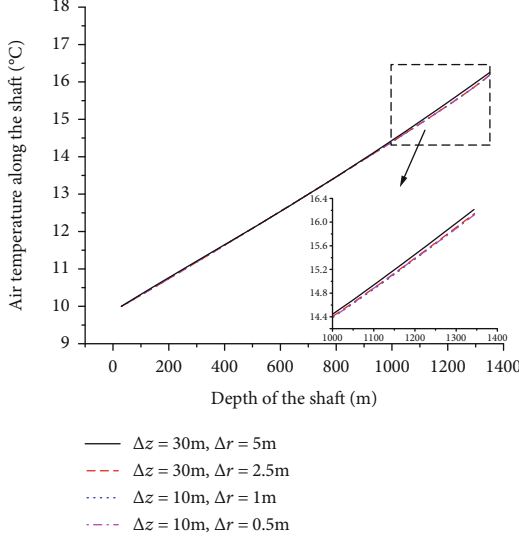 18
17
16
15
14
13
12
11
10
9
Air temperature along the shaft (°C)
16.4
16.0
15.6
15.2
14.8
14.4
1000 1100 1200 1300 1400
0 200 400 600 800 1000 1200 1400
Depth of the shaft (m)
Δz = 30m, Δr = 5m
Δz = 30m, Δr = 2.5m
Δz = 10m, Δr = 1m
Δz = 10m, Δr = 0.5m